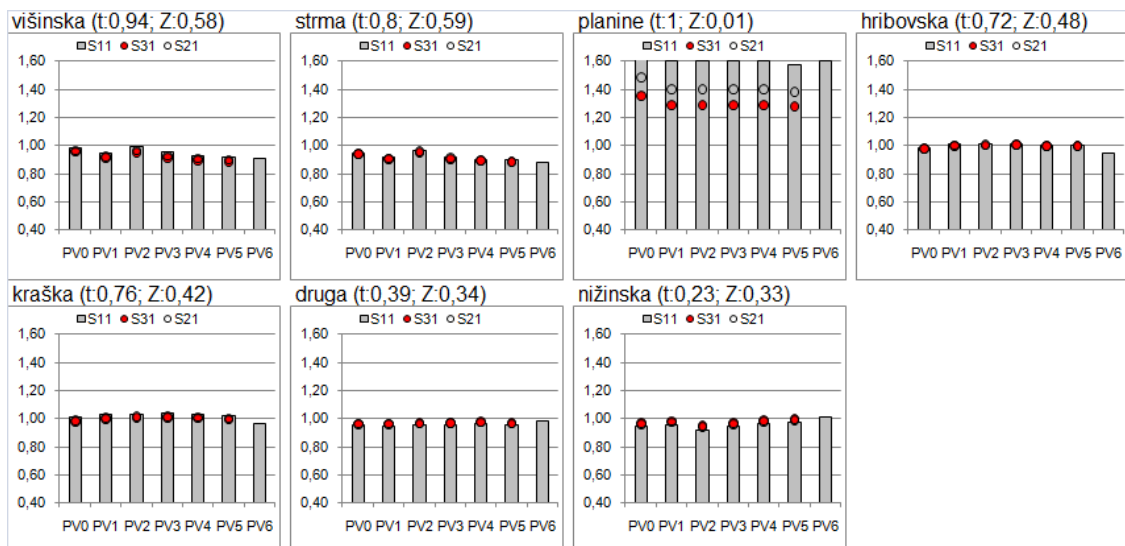 višinska (t:0,94; Z:0,58)
S11 S31 S21
1,60
1,40
1,20
1,00
0,80
0,60
0,40
PV0 PV1 PV2 PV3 PV4 PV5 PV6
strma (t:0,8; Z:0,59)
S11 S31 S21
1,60
1,40
1,20
1,00
0,80
0,60
0,40
PV0 PV1 PV2 PV3 PV4 PV5 PV6
planine (t:1; Z:0,01)
S11 S31 S21
1,60
1,40
1,20
1,00
0,80
0,60
0,40
PV0 PV1 PV2 PV3 PV4 PV5 PV6
hribovska (t:0,72; Z:0,48)
S11 S31 S21
1,60
1,40
1,20
1,00
0,80
0,60
0,40
PV0 PV1 PV2 PV3 PV4 PV5 PV6
kraška (t:0,76; Z:0,42)
S11 S31 S21
1,60
1,40
1,20
1,00
0,80
0,60
0,40
PV0 PV1 PV2 PV3 PV4 PV5 PV6
druga (t:0,39; Z:0,34)
S11 S31 S21
1,60
1,40
1,20
1,00
0,80
0,60
0,40
PV0 PV1 PV2 PV3 PV4 PV5 PV6
nižinska (t:0,23; Z:0,33)
S11 S31 S21
1,60
1,40
1,20
1,00
0,80
0,60
0,40
PV0 PV1 PV2 PV3 PV4 PV5 PV6